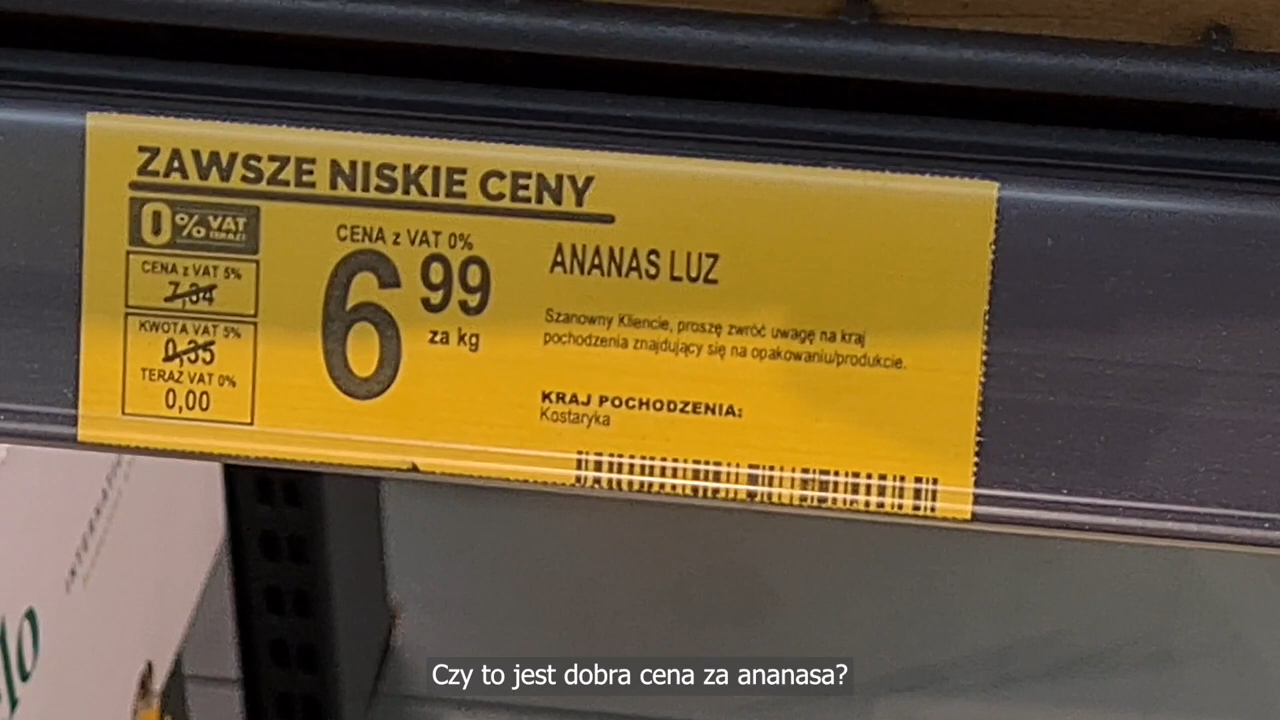 ZAWSZE NISKIE CENY
0% VAT
CENA z VAT 5%
7,34
KWOTA VAT 5%
0,35
TERAZ VAT 0%
0,00
CENA z VAT 0%
6 99
za kg
ANANAS LUZ
Szanowny Kliencie, proszę zwróć uwagę na kraj
pochodzenia znajdujący się na opakowaniu/produkcie.
KRAJ POCHODZENIA:
Kostaryka
Czy to jest dobra cena za ananasa?